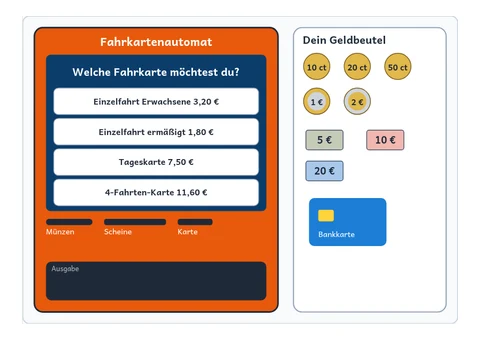 Fahrkartenautomat
Welche Fahrkarte möchtest du?
Einzelfahrt Erwachsene 3,20 €
Einzelfahrt ermäßigt 1,80 €
Tageskarte 7,50 €
4-Fahrten-Karte 11,60 €
Münzen
Scheine
Karte
Ausgabe
Dein Geldbeutel
10 ct
20 ct
50 ct
1 €
2 €
5 €
10 €
20 €
Bankkarte